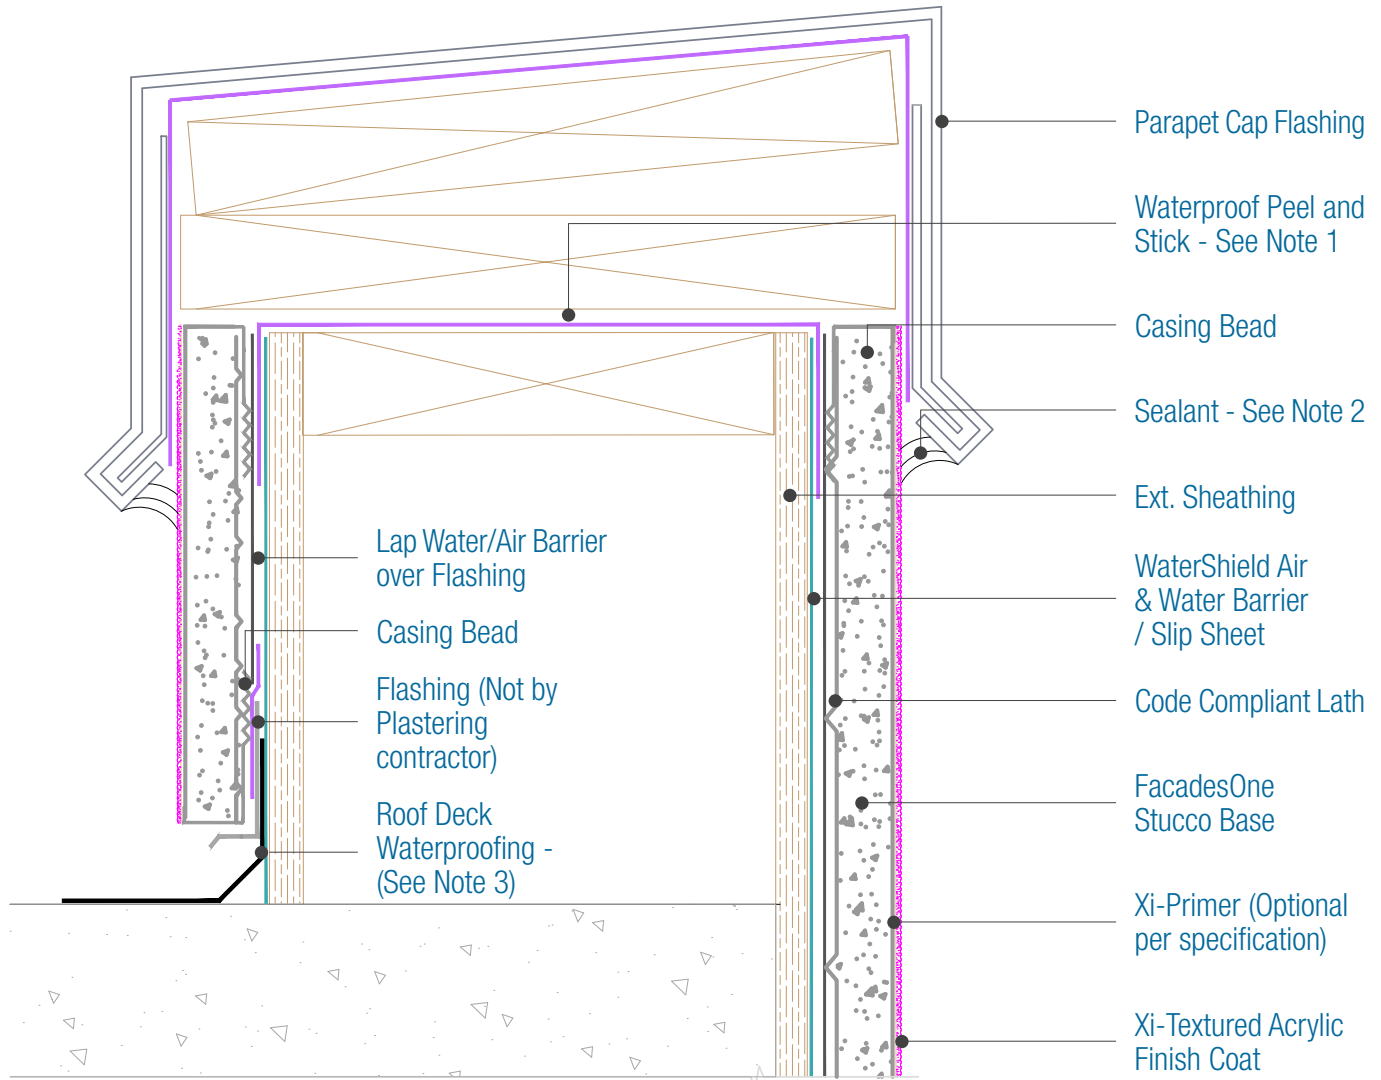 Parapet Cap Flashing
Waterproof Peel and
Stick - See Note 1
Casing Bead
Sealant - See Note 2
Ext. Sheathing
WaterShield Air
& Water Barrier
/ Slip Sheet
Code Compliant Lath
FacadesOne
Stucco Base
Xi-Primer (Optional
per specification)
Xi-Textured Acrylic
Finish Coat
Lap Water/Air Barrier
over Flashing
Casing Bead
Flashing (Not by
Plastering
contractor)
Roof Deck
Waterproofing -
(See Note 3)